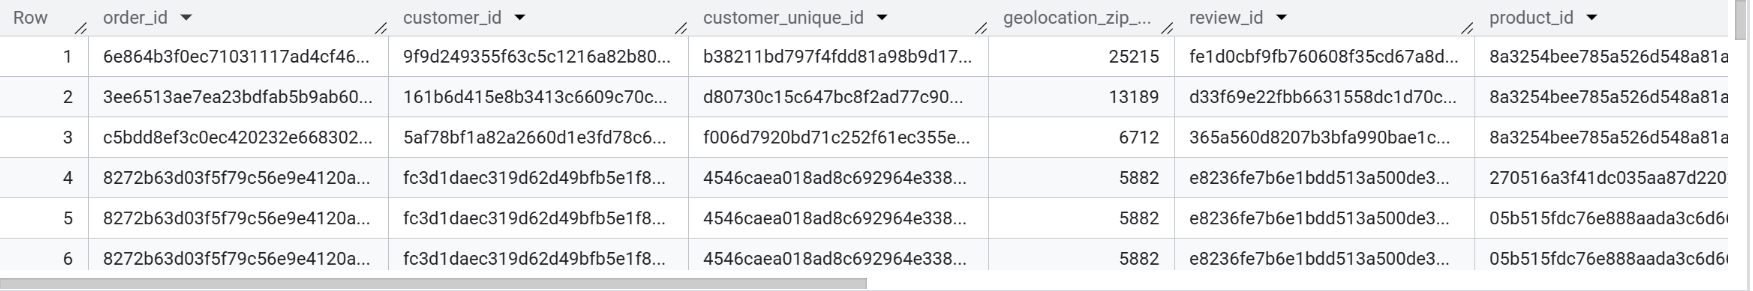 Row order_id customer_id customer_unique_id geolocation_zip_... review_id product_id
1 6e864b3f0ec71031117ad4cf46... 9f9d249355f63c5c1216a82b80... b38211bd797f4fdd81a98b9d17... 25215 fe1d0cbf9fb760608f35cd67a8d... 8a3254bee785a526d548a81a
2 3ee6513ae7ea23bdfab5b9ab60... 161b6d415e8b3413c6609c70c... d80730c15c647bc8f2ad77c90... 13189 d33f69e22fbb6631558dc1d70c... 8a3254bee785a526d548a81a
3 c5bdd8ef3c0ec420232e668302... 5af78bf1a82a2660d1e3fd78c6... f006d7920bd71c252f61ec355e... 6712 365a560d8207b3bfa990bae1c... 8a3254bee785a526d548a81a
4 8272b63d03f5f79c56e9e4120a... fc3d1daec319d62d49bfb5e1f8... 4546caea018ad8c692964e338... 5882 e8236fe7b6e1bdd513a500de3... 270516a3f41dc035aa87d220
5 8272b63d03f5f79c56e9e4120a... fc3d1daec319d62d49bfb5e1f8... 4546caea018ad8c692964e338... 5882 e8236fe7b6e1bdd513a500de3... 05b515fdc76e888aada3c6d6
6 8272b63d03f5f79c56e9e4120a... fc3d1daec319d62d49bfb5e1f8... 4546caea018ad8c692964e338... 5882 e8236fe7b6e1bdd513a500de3... 05b515fdc76e888aada3c6d6